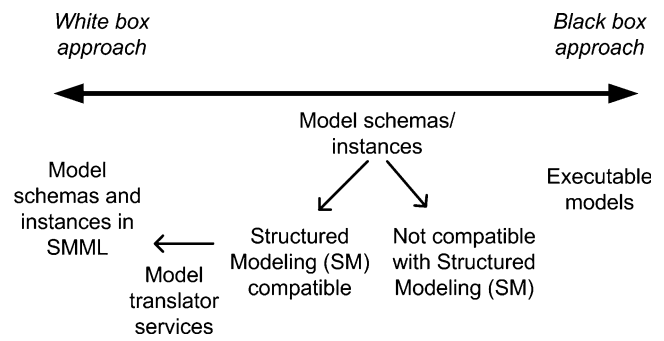 White box
approach
Black box
approach
Model schemas/
instances
Model
schemas and
instances in
SMML
Executable
models
Structured
Modeling (SM)
compatible
Not compatible
with Structured
Modeling (SM)
Model
translator
services